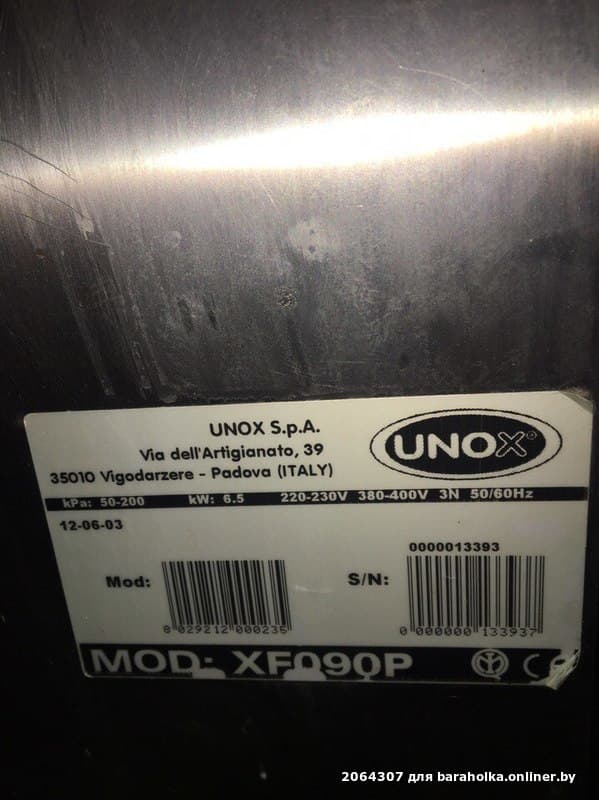 UNOX S.p.A.
Via dell'Artigianato, 39
35010 Vigodarzere - Padova (ITALY)
UNOX®
kPa: 50-200 kW: 6.5 220-230V 380-400V 3N 50/60Hz
12-06-03
0000013393
Mod:
S/N:
8 029212 000235
0 000000 133937
MOD: XF090P
CE
2064307 для baraholka.onliner.by